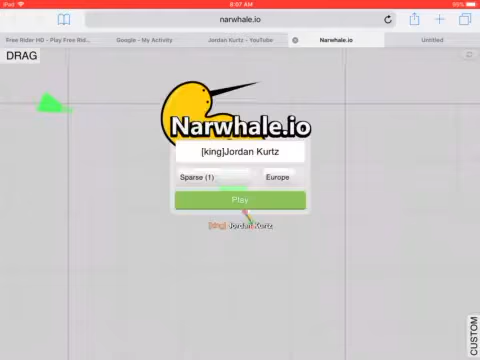 iPad
8:07 AM
55%
narwhale.io
Free Rider HD - Play Free Rid...
Google - My Activity
Jordan Kurtz - YouTube
Narwhale.io
Untitled
DRAG
Narwhale.io
[king]Jordan Kurtz
Sparse (1)
Europe
Play
[king] Jordan Kurtz
CUSTOM